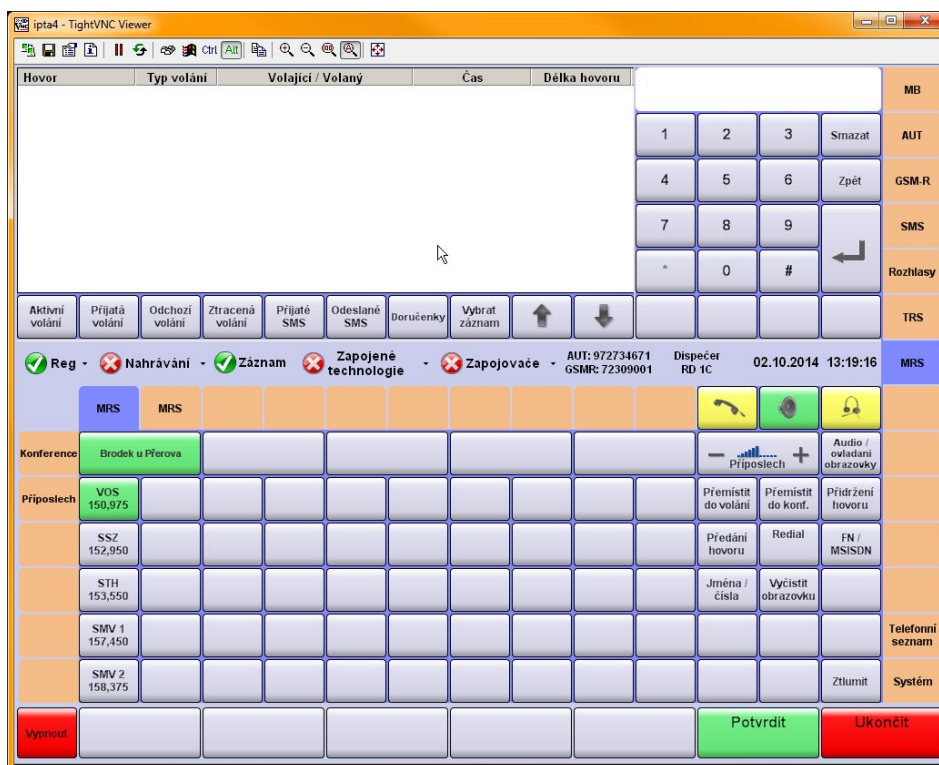 ipta4 - TightVNC Viewer
Ctrl Alt
Hovor Typ volání Volající / Volaný Čas Délka hovoru
MB
1 2 3 Smazat AUT
4 5 6 Zpět GSM-R
7 8 9 SMS
* 0 # Rozhlasy
Aktivní volání
Přijatá volání
Odchozí volání
Ztracená volání
Přijaté SMS
Odeslané SMS
Doručenky
Vybrat záznam
TRS
Reg
Nahrávání
Záznam
Zapojené technologie
Zapojovače
AUT: 972734671
GSMR: 72309001
Dispečer
RD 1C
02.10.2014 13:19:16
MRS
MRS MRS
Konference
Brodek u Přerova
Příposlech
Audio / ovladani obrazovky
Příposlech
VOS
150,975
Přemístit do volání
Přemístit do konf.
Přidržení hovoru
SSZ
152,950
Předání hovoru
Redial
FN / MSISDN
STH
153,550
Jména / čísla
Vyčistit obrazovku
SMV 1
157,450
Telefonní seznam
SMV 2
158,375
Ztlumit
Systém
Vypnout
Potvrdit
Ukončit